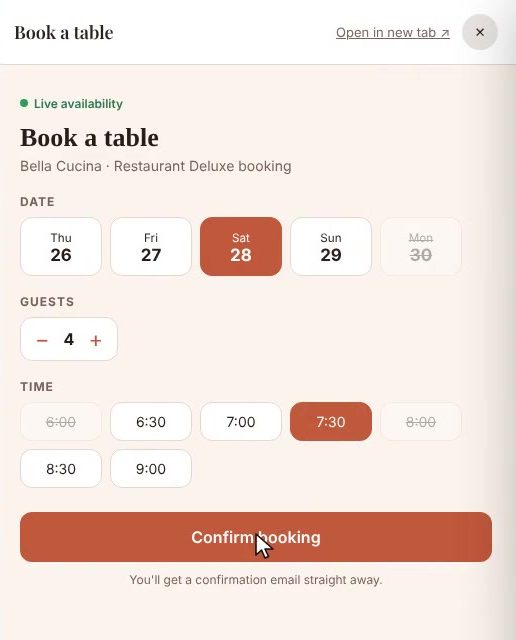 Book a table
Open in new tab ↗ ✕
Live availability
Book a table
Bella Cucina · Restaurant Deluxe booking
DATE
Thu Fri Sat Sun Mon
26 27 28 29 30
GUESTS
− 4 +
TIME
6:00 6:30 7:00 7:30 8:00
8:30 9:00
Confirm booking
You'll get a confirmation email straight away.